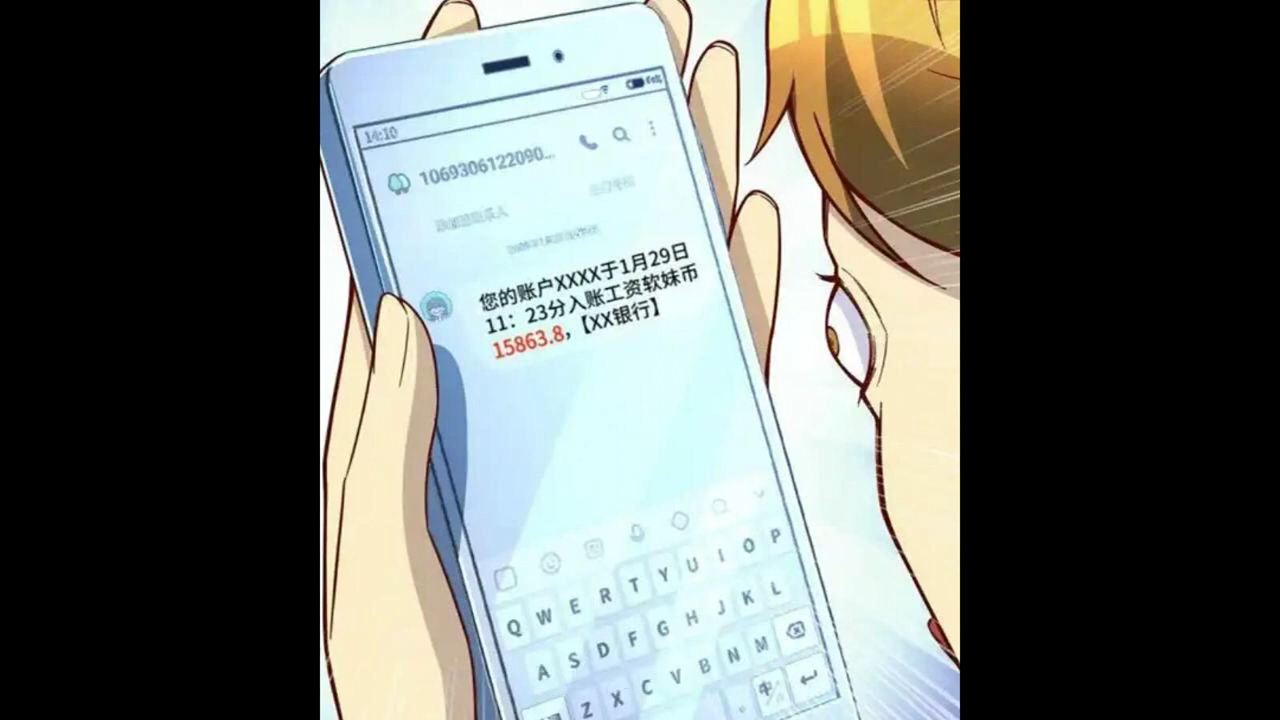 14:10
1069306122090...
您的账户XXXX于1月29日
11：23分入账工资软妹币
15863.8，【XX银行】
Q W E R T Y U I O P
A S D F G H J K L
Z X C V B N M
中